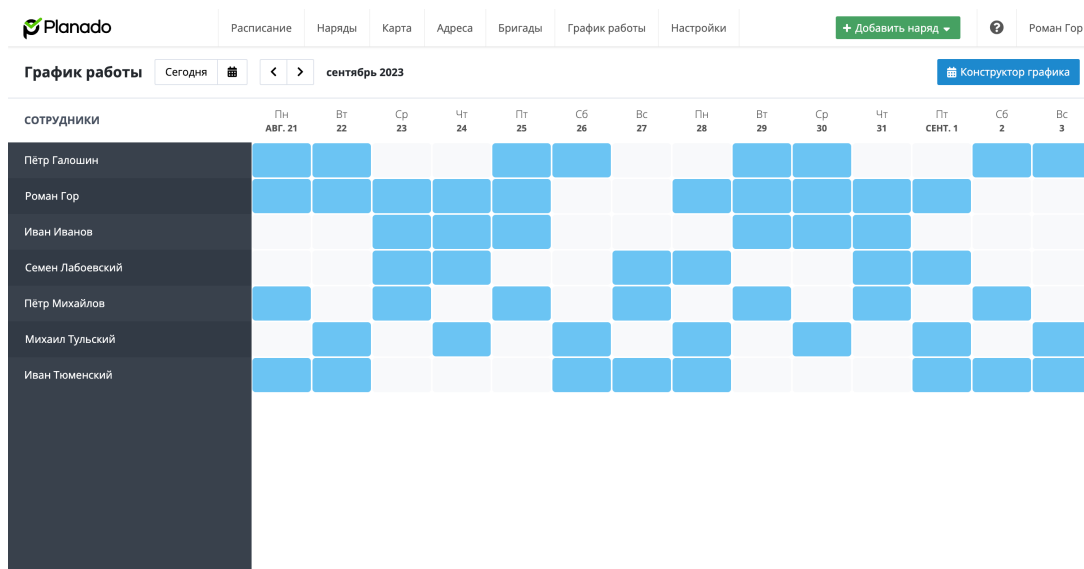 Planado Расписание Наряды Карта Адреса Бригады График работы Настройки + Добавить наряд ? Роман Гор
График работы Сегодня сентябрь 2023 Конструктор графика
СОТРУДНИКИ Пн Вт Ср Чт Пт Сб Вс Пн Вт Ср Чт Пт Сб Вс
АВГ. 21 22 23 24 25 26 27 28 29 30 31 СЕНТ. 1 2 3
Пётр Галошин
Роман Гор
Иван Иванов
Семен Лабоевский
Пётр Михайлов
Михаил Тульский
Иван Тюменский